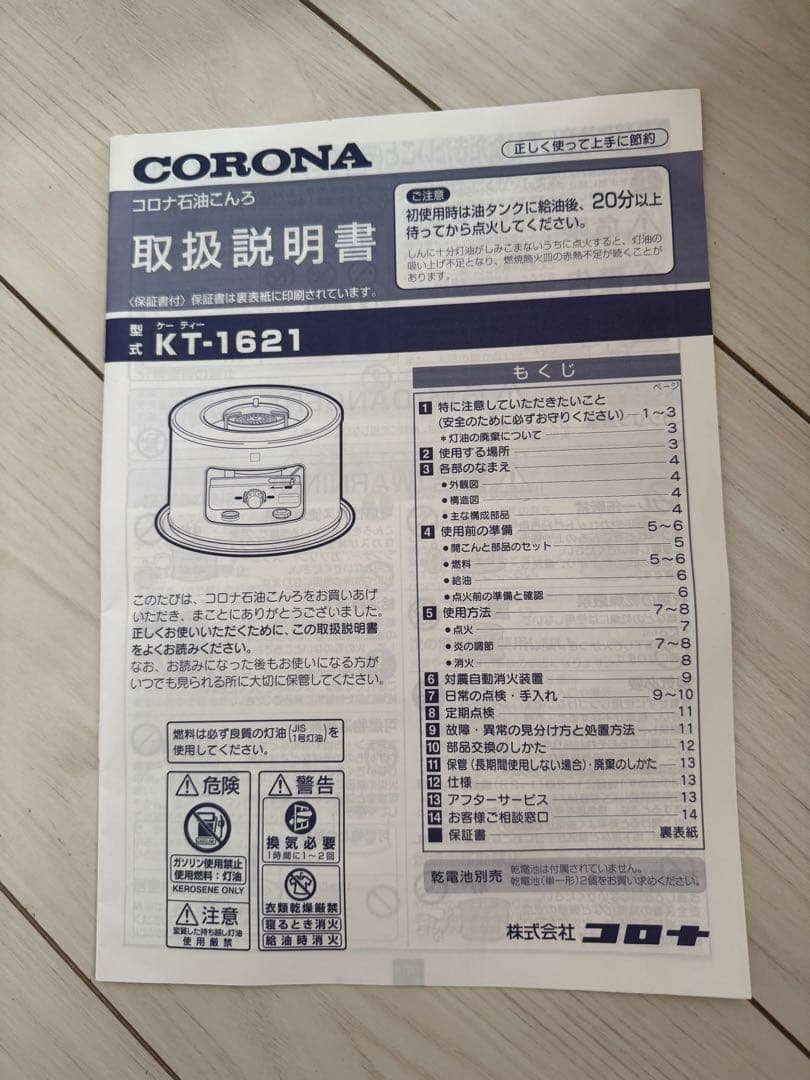 CORONA
正しく使って上手に節約
コロナ石油こんろ
取扱説明書
〈保証書付〉保証書は裏表紙に印刷されています。
ご注意
初使用時は油タンクに給油後、20分以上
待ってから点火してください。
しんに十分灯油がしみこまないうちに点火すると、灯油の
吸い上げ不足となり、燃焼筒火皿の赤熱不足が続くことが
あります。
型式 ケー ティー
KT-1621
もくじ
ページ
1 特に注意していただきたいこと
(安全のために必ずお守りください) 1〜3
＊灯油の廃棄について 3
2 使用する場所 3
3 各部のなまえ 4
●外観図 4
●構造図 4
●主な構成部品 4
4 使用前の準備 5〜6
●開こんと部品のセット 5
●燃料 5〜6
●給油 6
●点火前の準備と確認 6
5 使用方法 7〜8
●点火 7
●炎の調節 7〜8
●消火 8
6 対震自動消火装置 9
7 日常の点検・手入れ 9〜10
8 定期点検 11
9 故障・異常の見分け方と処置方法 11
10 部品交換のしかた 12
11 保管(長期間使用しない場合)・廃棄のしかた 13
12 仕様 13
13 アフターサービス 13
14 お客様ご相談窓口 14
■ 保証書 裏表紙
このたびは、コロナ石油こんろをお買いあげ
いただき、まことにありがとうございました。
正しくお使いいただくために、この取扱説明書
をよくお読みください。
なお、お読みになった後もお使いになる方が
いつでも見られる所に大切に保管してください。
燃料は必ず良質の灯油(JIS 1号灯油)を
使用してください。
危険
ガソリン使用禁止
使用燃料：灯油
KEROSENE ONLY
注意
変質した持ち越し灯油
使用厳禁
警告
換気必要
1時間に1〜2回
衣類乾燥厳禁
寝るとき消火
給油時消火
乾電池別売
乾電池は付属されていません。
乾電池(単一形)2個をお買い求めください。
株式会社 コロナ